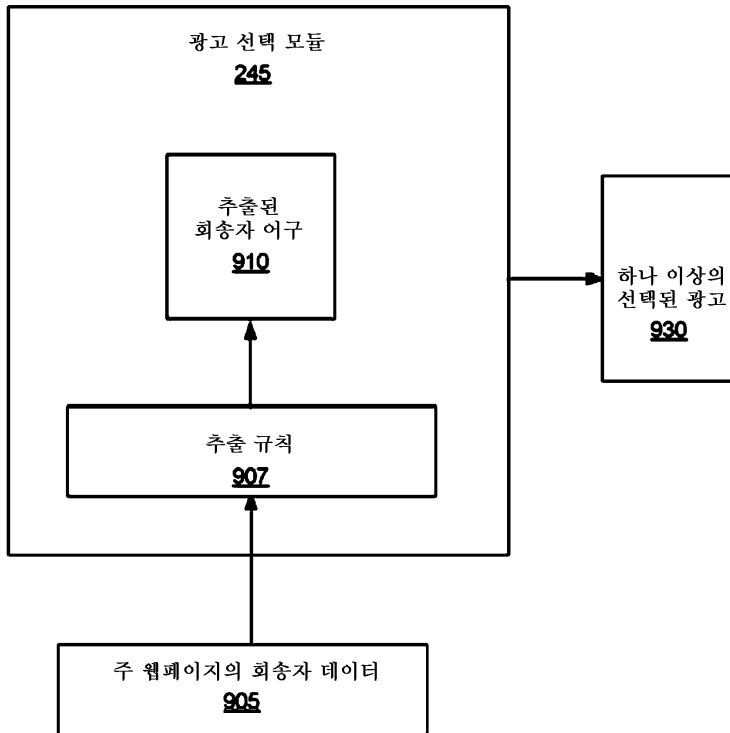 광고 선택 모듈
245
추출된
회송자 어구
910
하나 이상의
선택된 광고
930
추출 규칙
907
주 웹페이지의 회송자 데이터
905